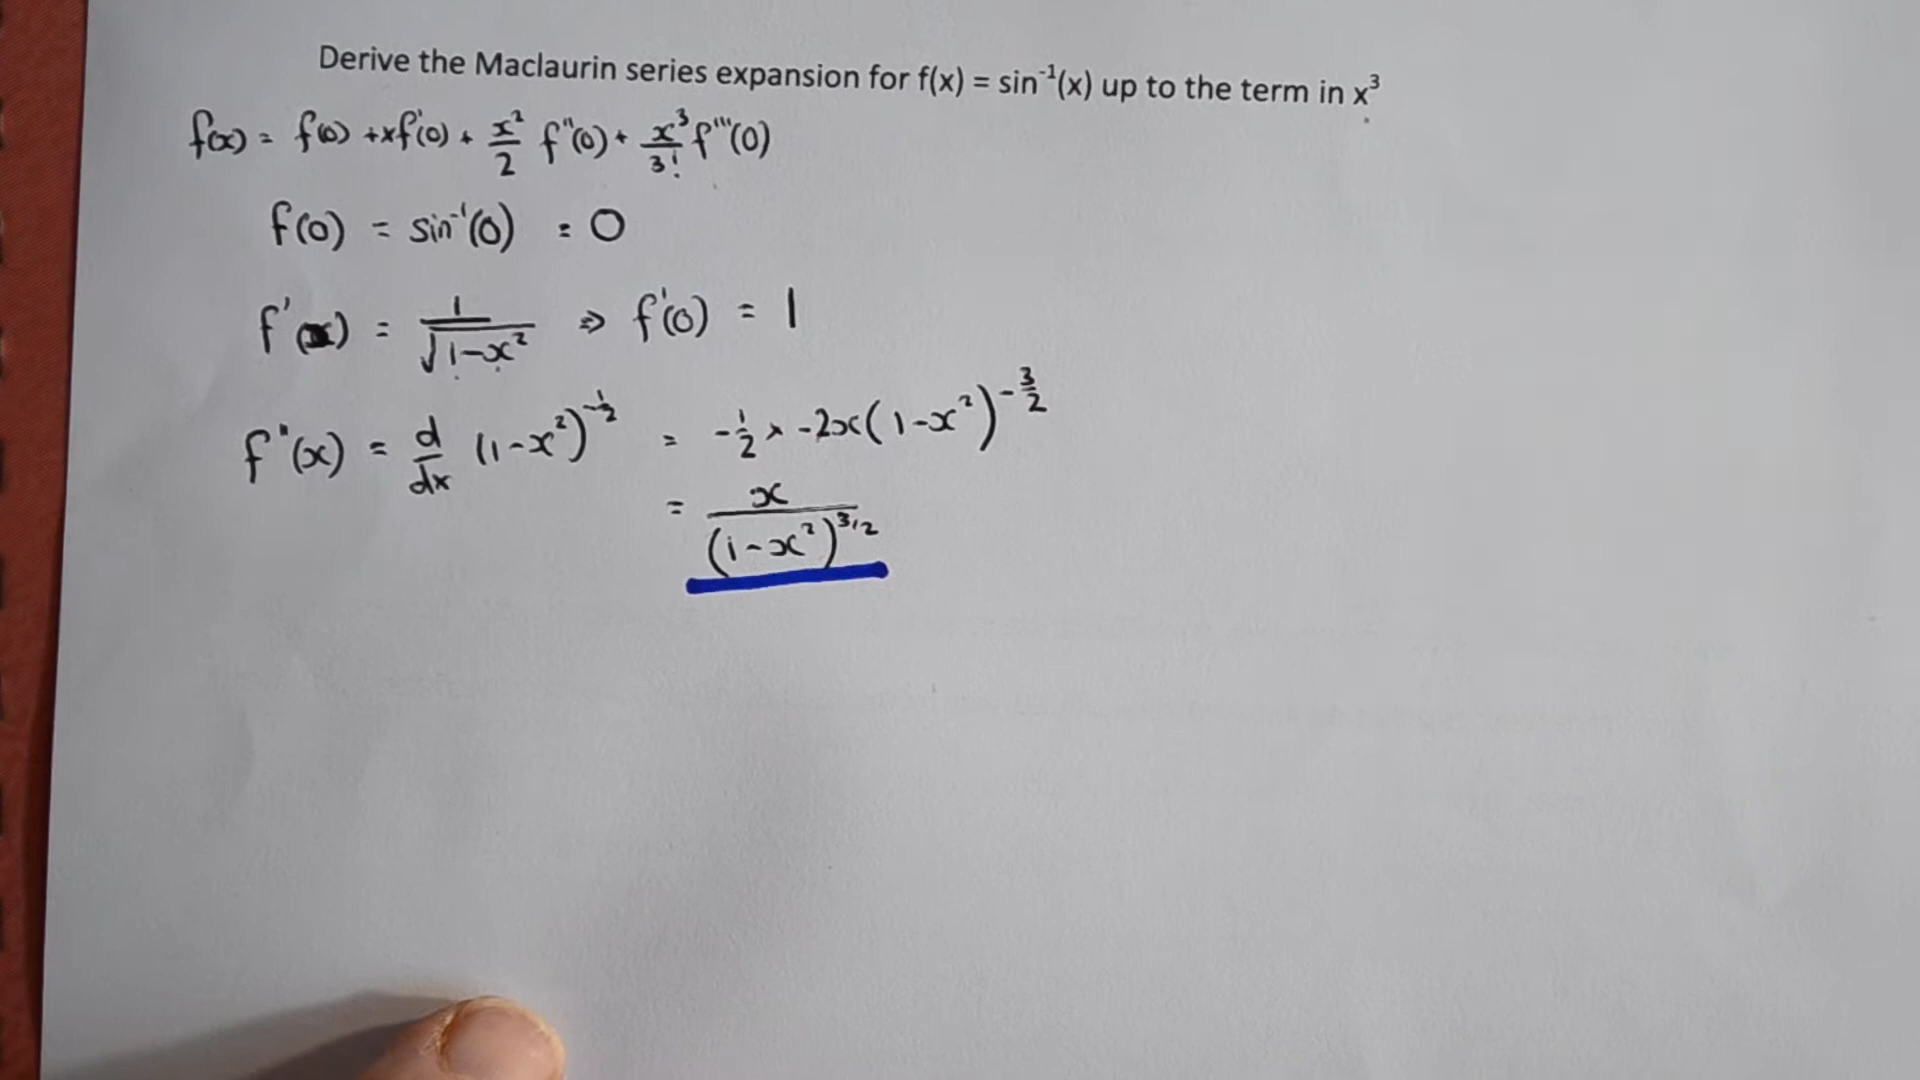 Derive the Maclaurin series expansion for f(x) = sin⁻¹(x) up to the term in x³
f(x) = f(0) + xf'(0) + x²/2 f''(0) + x³/3! f'''(0)
f(0) = sin⁻¹(0) = 0
f'(x) = 1/√(1-x²) ⇒ f'(0) = 1
f''(x) = d/dx (1-x²)^(-1/2) = -1/2 × -2x(1-x²)^(-3/2)
= x/(1-x²)^(3/2)